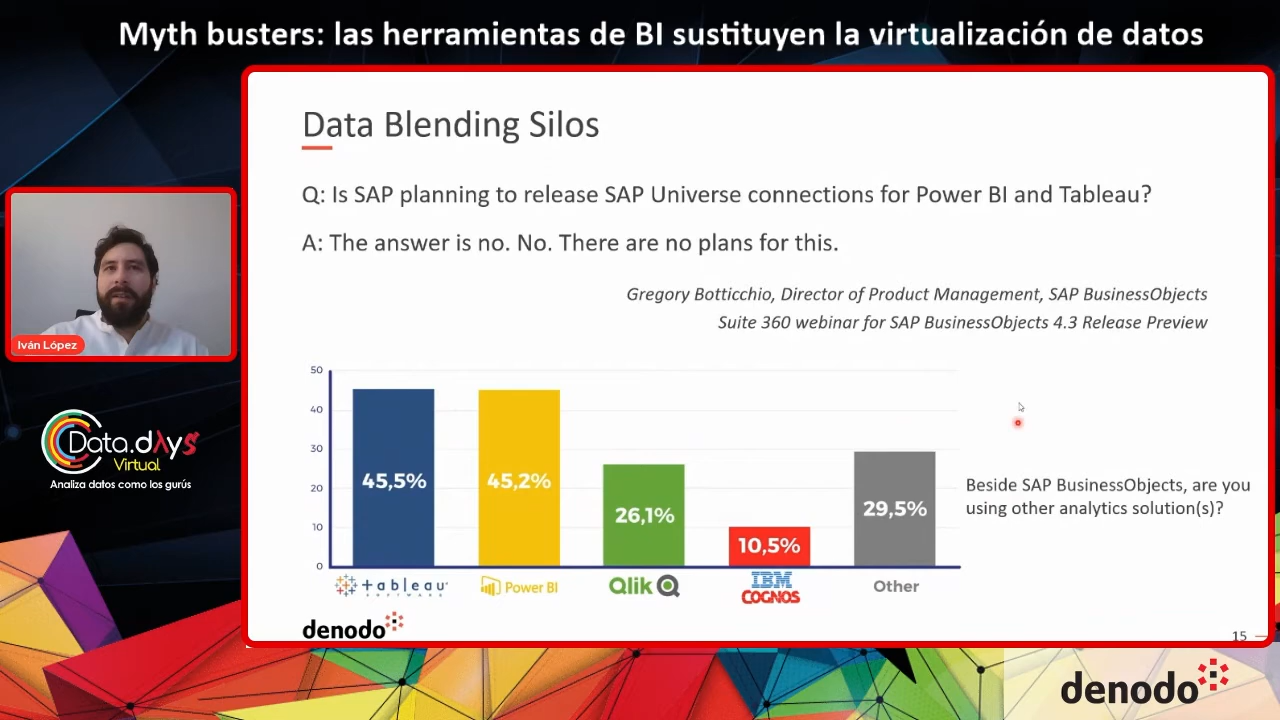 Myth busters: las herramientas de BI sustituyen la virtualización de datos
Data Blending Silos
Q: Is SAP planning to release SAP Universe connections for Power BI and Tableau?
A: The answer is no. No. There are no plans for this.
Gregory Botticchio, Director of Product Management, SAP BusinessObjects
Suite 360 webinar for SAP BusinessObjects 4.3 Release Preview
Iván López
Data.dAys
Virtual
Analiza datos como los gurús
50
40
30
20
10
0
45,5%
45,2%
26,1%
10,5%
29,5%
Beside SAP BusinessObjects, are you
using other analytics solution(s)?
+ableau
SOFTWARE
Power BI
Qlik
IBM
COGNOS
Other
denodo
15
denodo